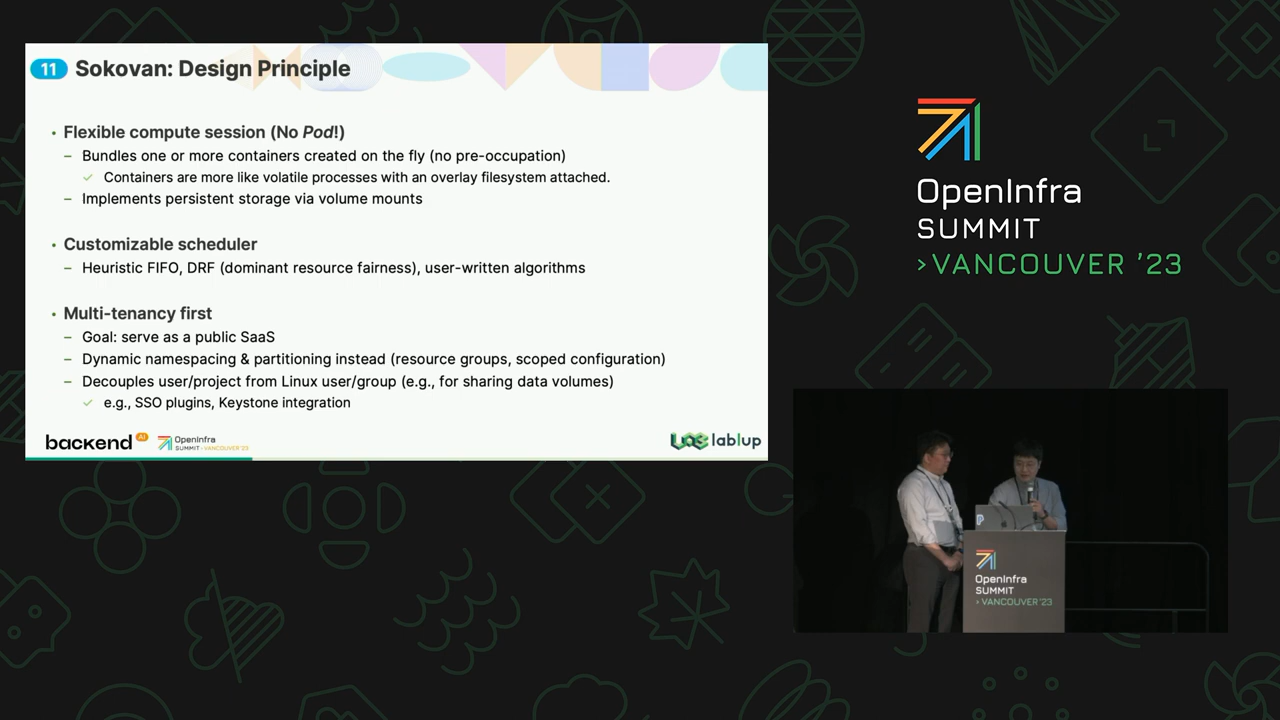 11 Sokovan: Design Principle
• Flexible compute session (No Pod!)
– Bundles one or more containers created on the fly (no pre-occupation)
✓ Containers are more like volatile processes with an overlay filesystem attached.
– Implements persistent storage via volume mounts
• Customizable scheduler
– Heuristic FIFO, DRF (dominant resource fairness), user-written algorithms
• Multi-tenancy first
– Goal: serve as a public SaaS
– Dynamic namespacing & partitioning instead (resource groups, scoped configuration)
– Decouples user/project from Linux user/group (e.g., for sharing data volumes)
✓ e.g., SSO plugins, Keystone integration
backend AI
OpenInfra
SUMMIT >VANCOUVER '23
lablup
OpenInfra
SUMMIT
>VANCOUVER '23
OpenInfra
SUMMIT
>VANCOUVER '23